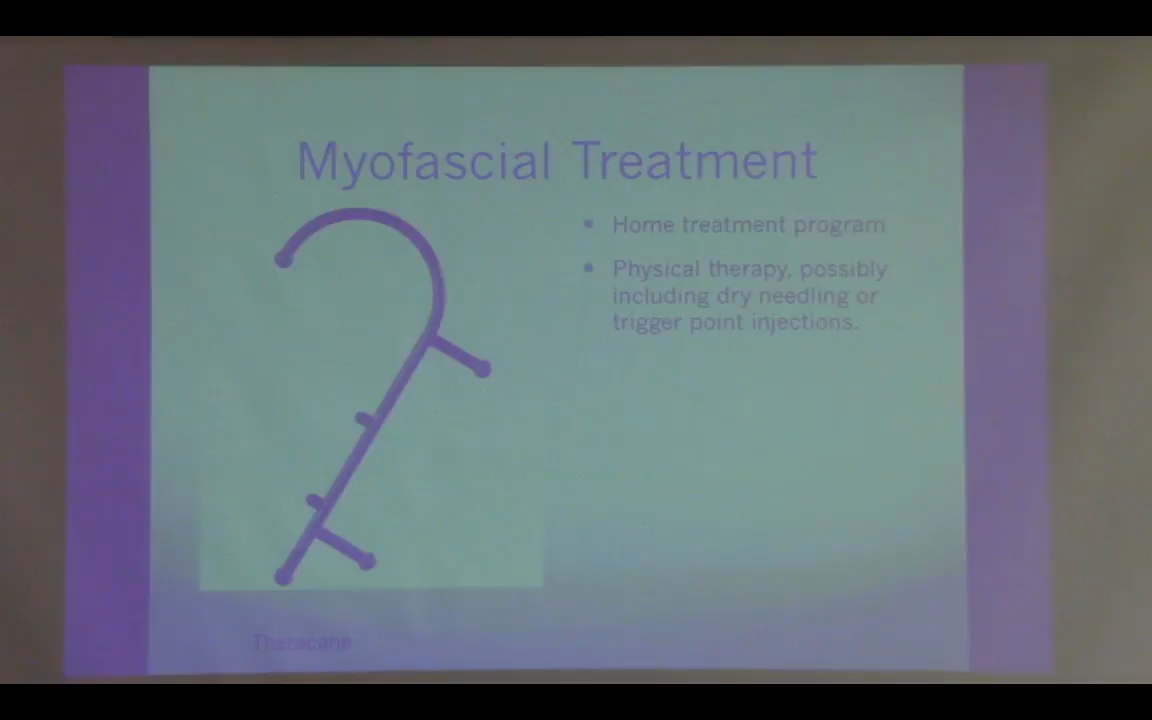 Myofascial Treatment
• Home treatment program
• Physical therapy, possibly
including dry needling or
trigger point injections.
Theracane